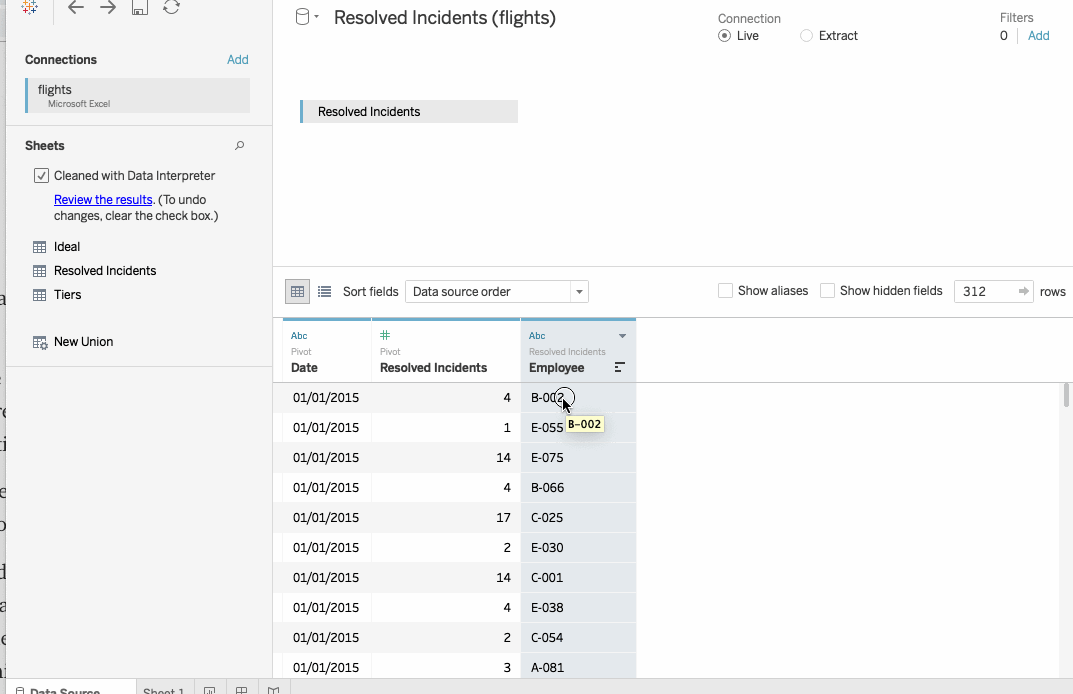 Resolved Incidents (flights)
Connection
Live
Extract
Filters
0
Add
Connections
Add
flights
Microsoft Excel
Resolved Incidents
Sheets
Cleaned with Data Interpreter
Review the results. (To undo
changes, clear the check box.)
Ideal
Resolved Incidents
Tiers
New Union
Sort fields
Data source order
Show aliases
Show hidden fields
312
rows
Abc
Pivot
Date
#
Pivot
Resolved Incidents
Abc
Resolved Incidents
Employee
01/01/2015 4 B-002
B-002
01/01/2015 1 E-055
01/01/2015 14 E-075
01/01/2015 4 B-066
01/01/2015 17 C-025
01/01/2015 2 E-030
01/01/2015 14 C-001
01/01/2015 4 E-038
01/01/2015 2 C-054
01/01/2015 3 A-081
Data Source
Sheet 1